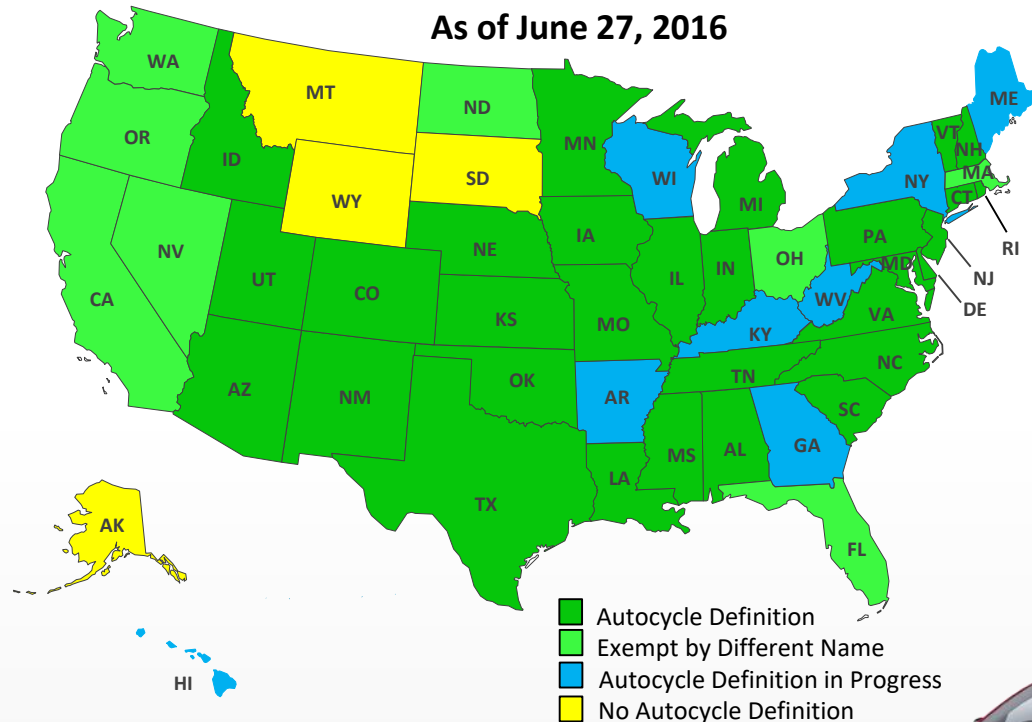 As of June 27, 2016
WA
MT
ND
ME
OR
MN
VT
NH
ID
SD
WI
MA
NY
WY
MI
CT
RI
NE
IA
PA
NV
OH
NJ
IL
IN
MD
UT
CO
WV
DE
CA
KS
MO
VA
KY
NC
AZ
NM
OK
TN
AR
SC
MS
AL
GA
LA
TX
AK
FL
HI
Autocycle Definition
Exempt by Different Name
Autocycle Definition in Progress
No Autocycle Definition